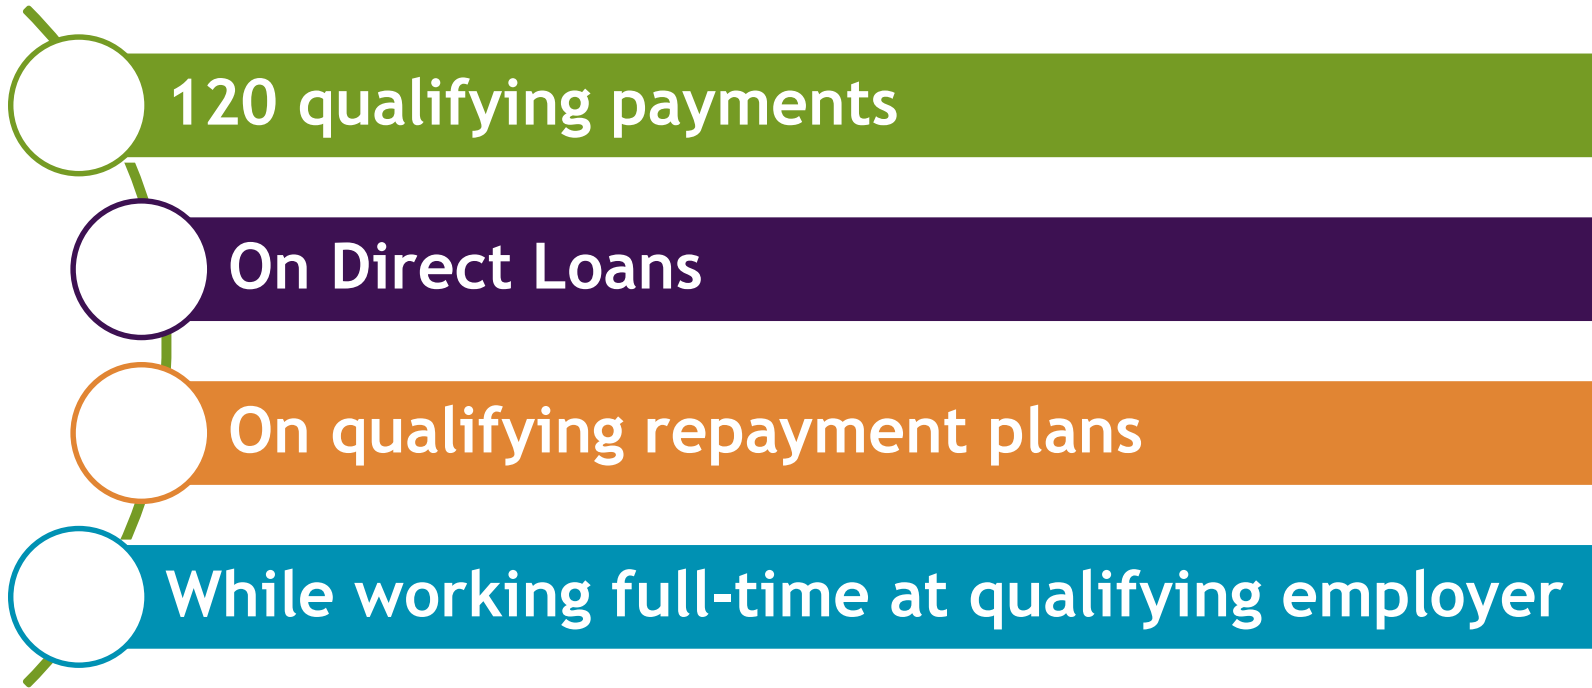 120 qualifying payments
On Direct Loans
On qualifying repayment plans
While working full-time at qualifying employer